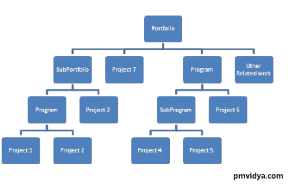 Portfolio
SubPortfolio
Project 7
Program
Other
Related work
Program
Project 3
SubProgram
Project 6
Project 1
Project 2
Project 4
Project 5
pmvidya.com